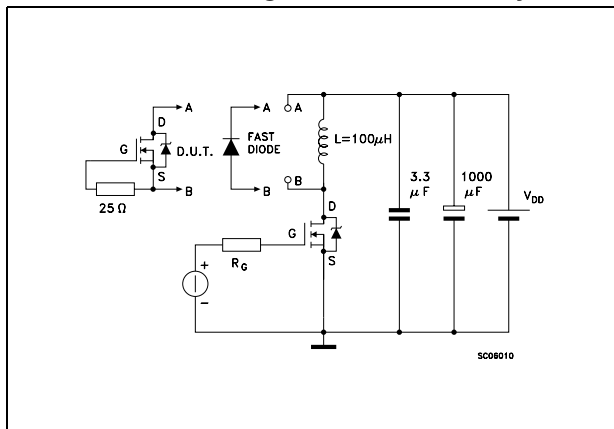 A
A
A
D
G
D.U.T.
FAST
DIODE
L=100μH
S
B
B
B
25 Ω
3.3
μF
1000
μF
V_DD
D
G
S
R_G
+
−
SC06010